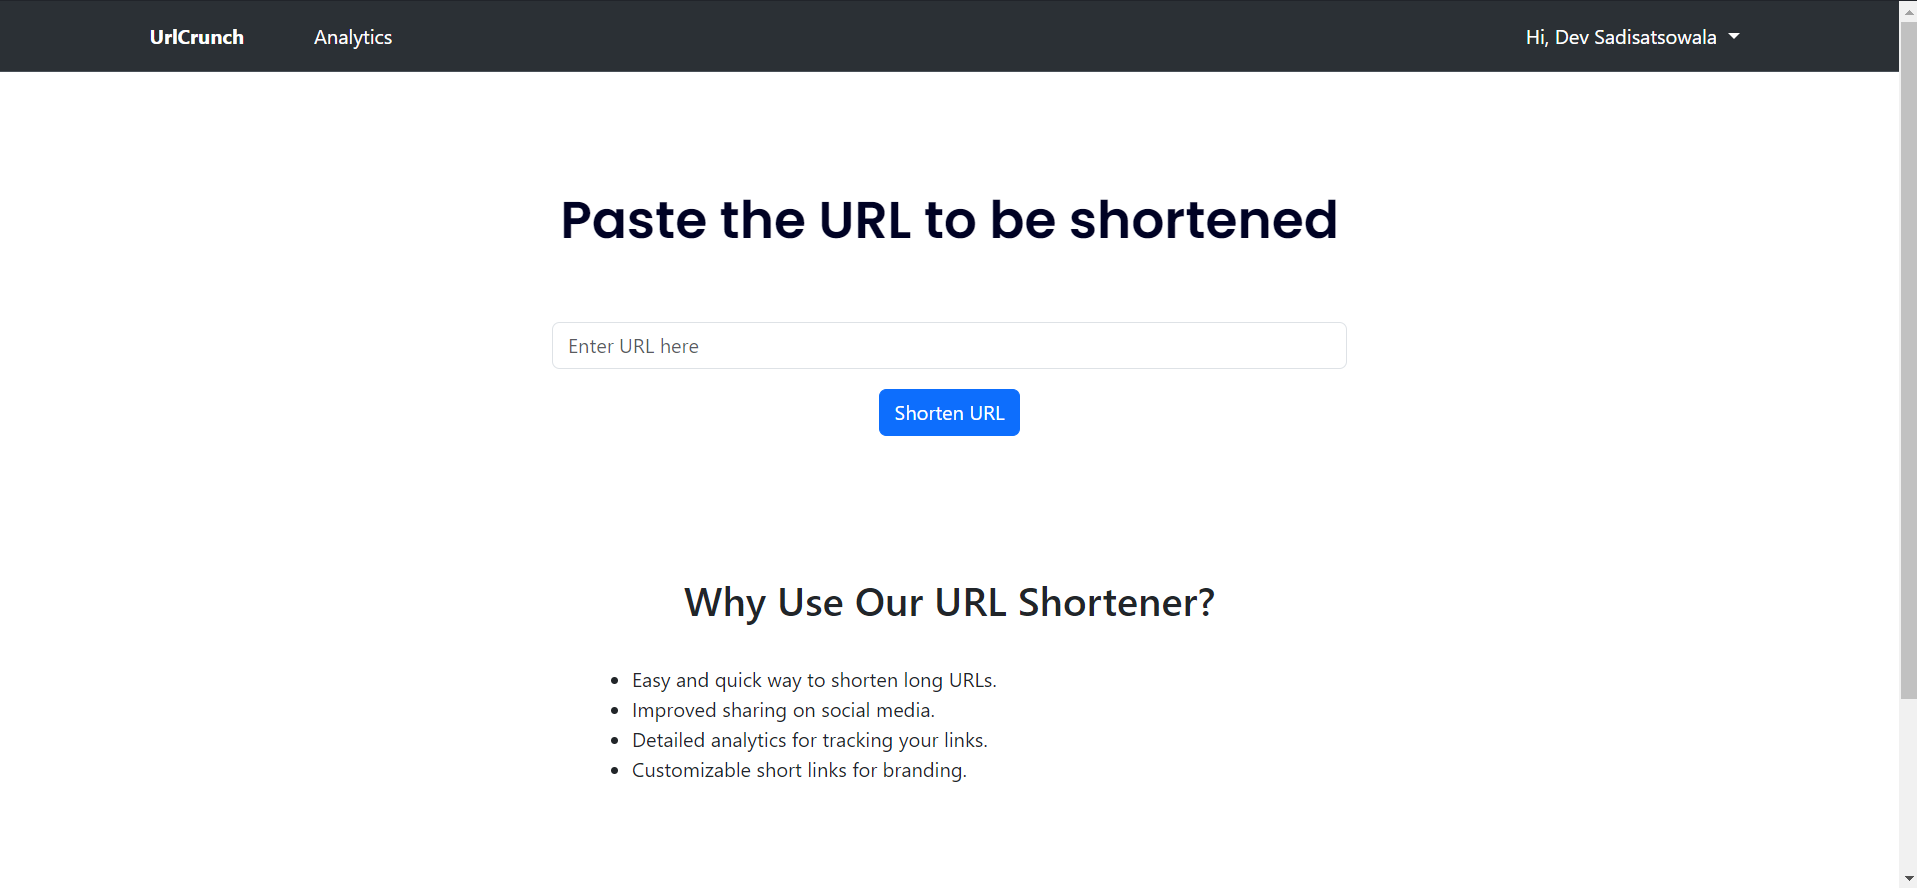 UrlCrunch Analytics Hi, Dev Sadisatsowala
Paste the URL to be shortened
Enter URL here
Shorten URL
Why Use Our URL Shortener?
• Easy and quick way to shorten long URLs.
• Improved sharing on social media.
• Detailed analytics for tracking your links.
• Customizable short links for branding.